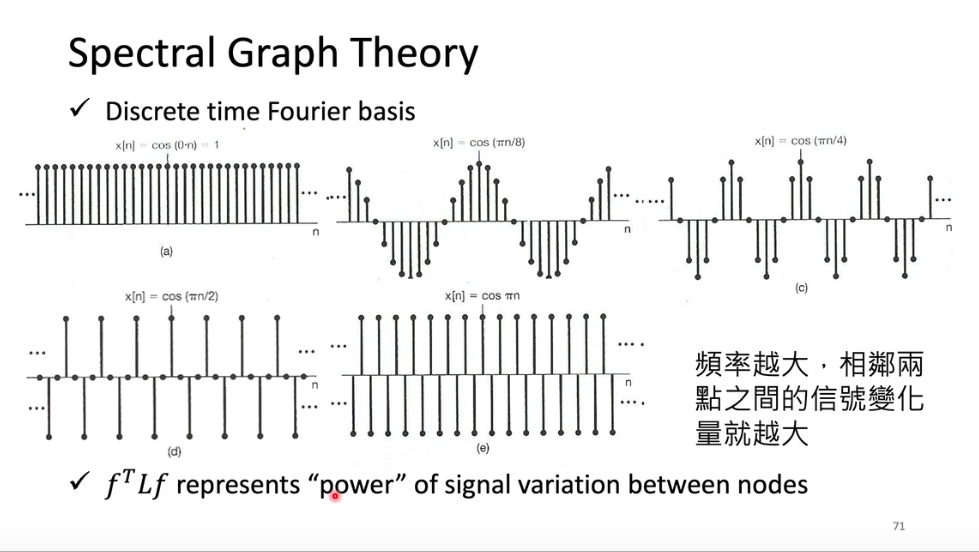 Spectral Graph Theory
✓ Discrete time Fourier basis
x[n] = cos (0·n) = 1
x[n] = cos (πn/8)
x[n] = cos (πn/4)
n
n
n
(a)
(c)
x[n] = cos (πn/2)
x[n] = cos πn
n
n
(d)
(e)
頻率越大，相鄰兩
點之間的信號變化
量就越大
✓ f^T Lf represents “power” of signal variation between nodes
71